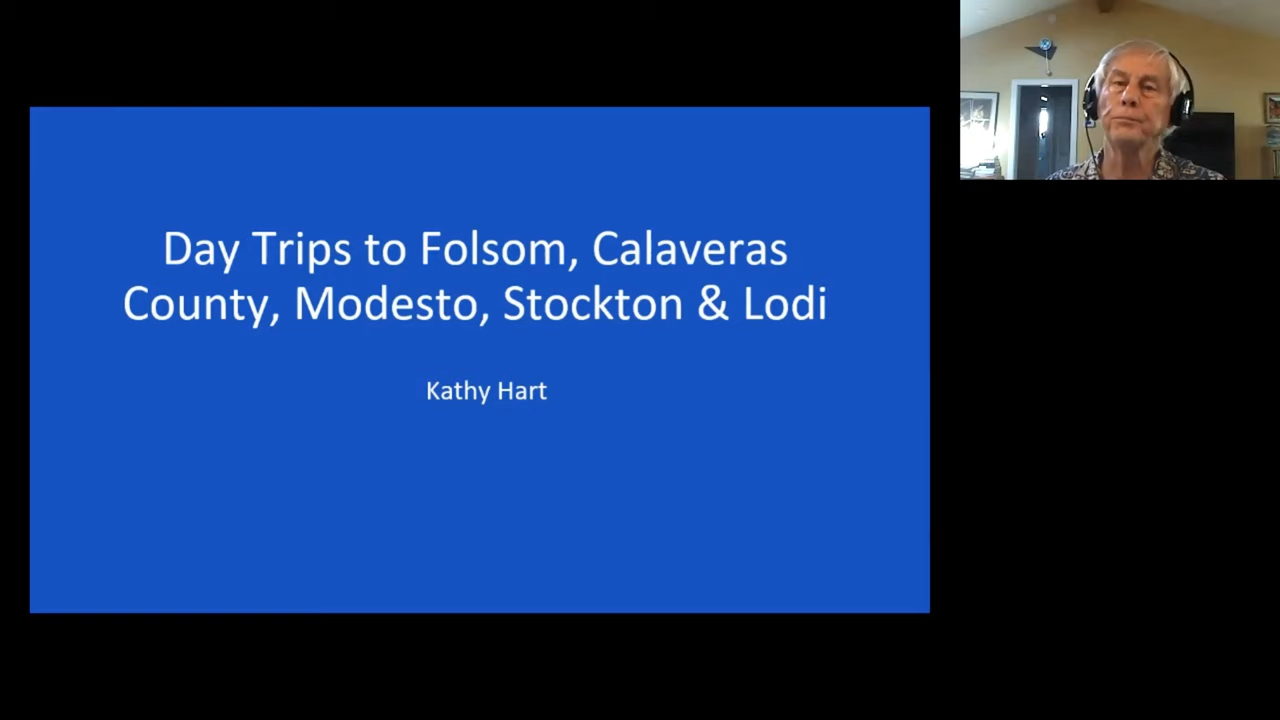 Day Trips to Folsom, Calaveras
County, Modesto, Stockton & Lodi
Kathy Hart